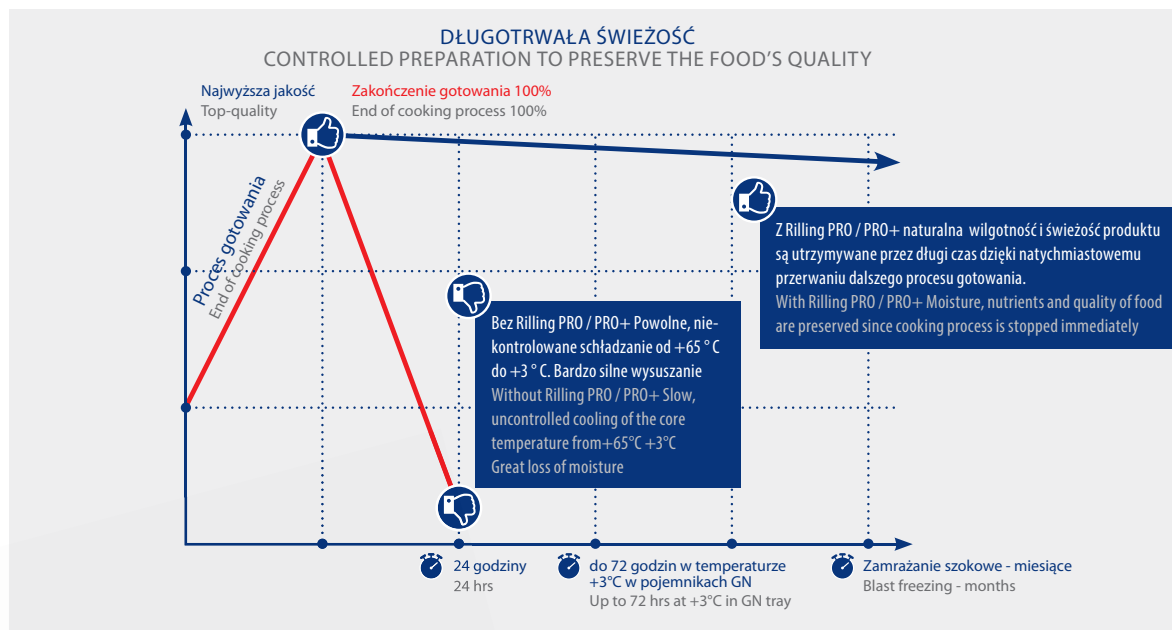 DŁUGOTRWAŁA ŚWIEŻOŚĆ
CONTROLLED PREPARATION TO PRESERVE THE FOOD'S QUALITY
Najwyższa jakość
Top-quality
Zakończenie gotowania 100%
End of cooking process 100%
Proces gotowania
End of cooking process
Z Rilling PRO / PRO+ naturalna wilgotność i świeżość produktu
są utrzymywane przez długi czas dzięki natychmiastowemu
przerwaniu dalszego procesu gotowania.
With Rilling PRO / PRO+ Moisture, nutrients and quality of food
are preserved since cooking process is stopped immediately
Bez Rilling PRO / PRO+ Powolne, nie-
kontrolowane schładzanie od +65 ° C
do +3 ° C. Bardzo silne wysuszanie
Without Rilling PRO / PRO+ Slow,
uncontrolled cooling of the core
temperature from+65°C +3°C
Great loss of moisture
24 godziny
24 hrs
do 72 godzin w temperaturze
+3°C w pojemnikach GN
Up to 72 hrs at +3°C in GN tray
Zamrażanie szokowe - miesiące
Blast freezing - months